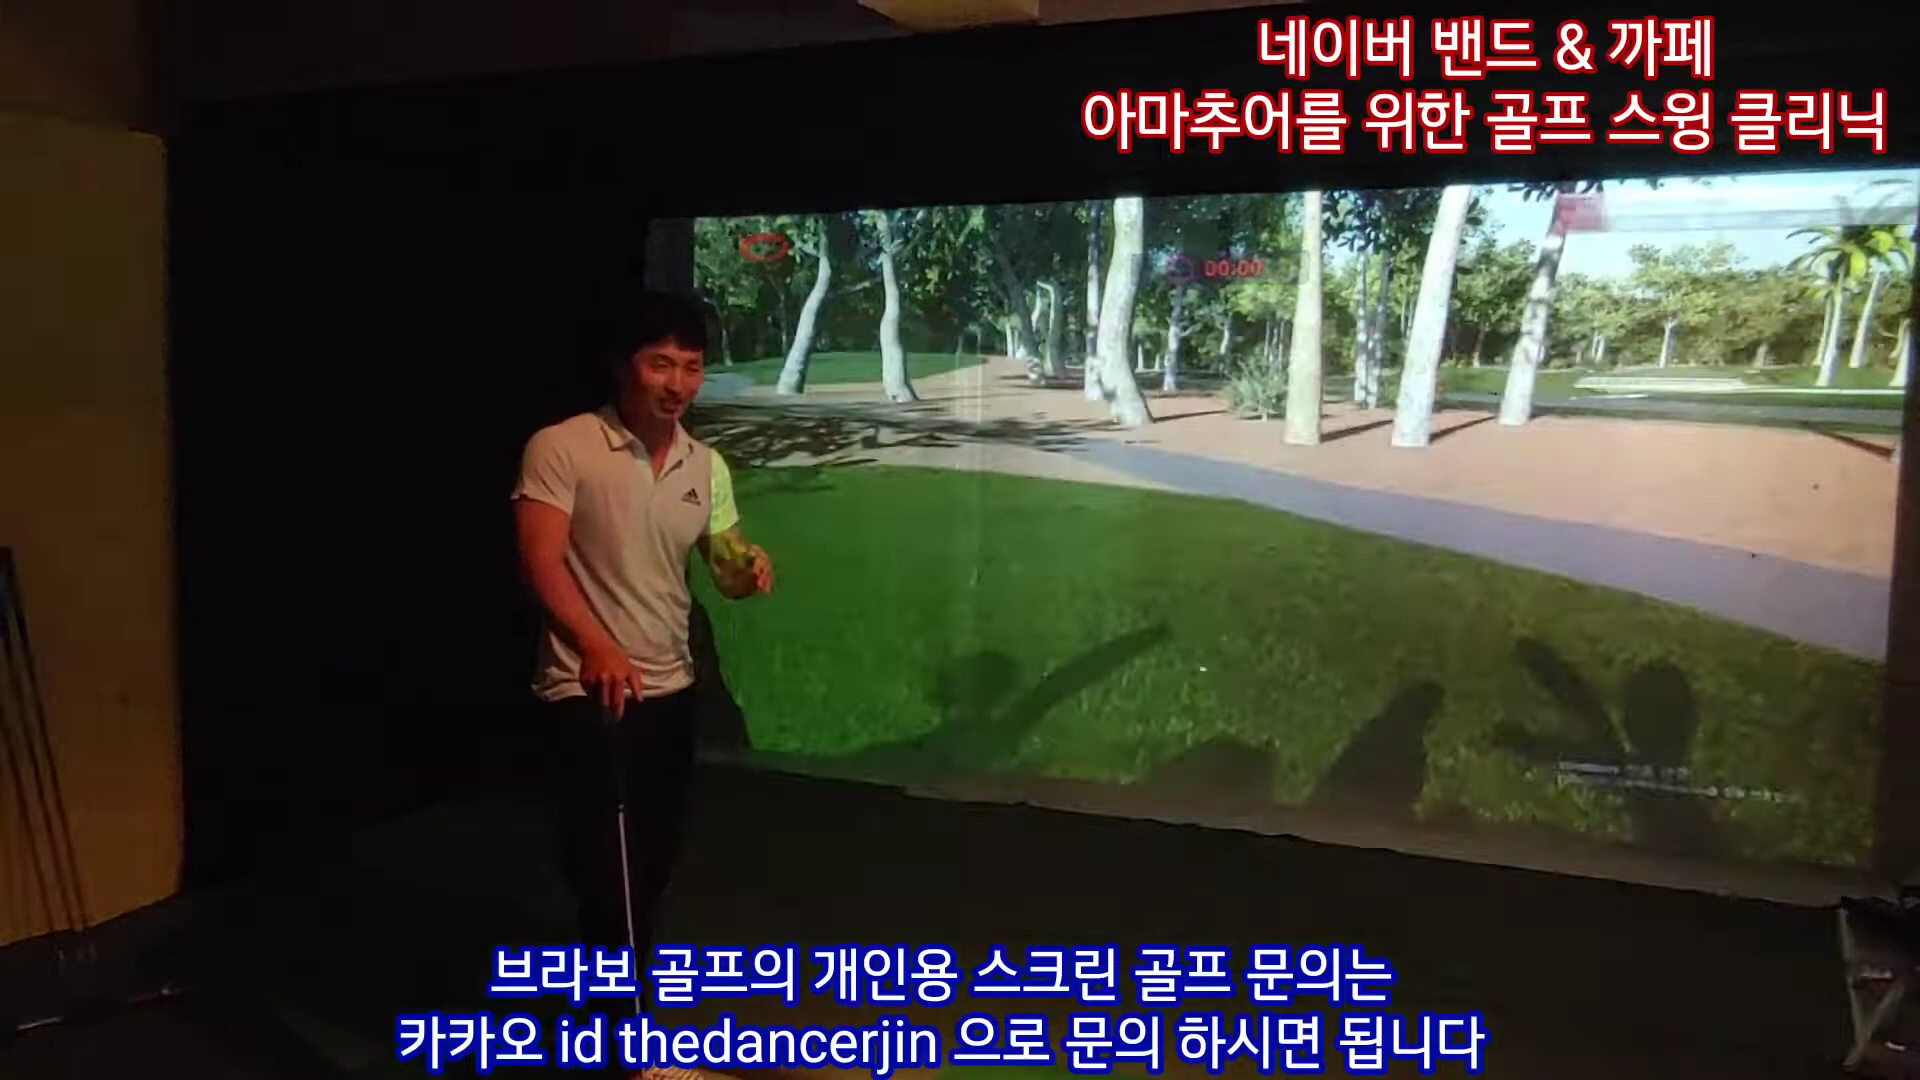 네이버 밴드 & 까페
아마추어를 위한 골프 스윙 클리닉
00:00
브라보 골프의 개인용 스크린 골프 문의는
카카오 id thedancerjin 으로 문의 하시면 됩니다